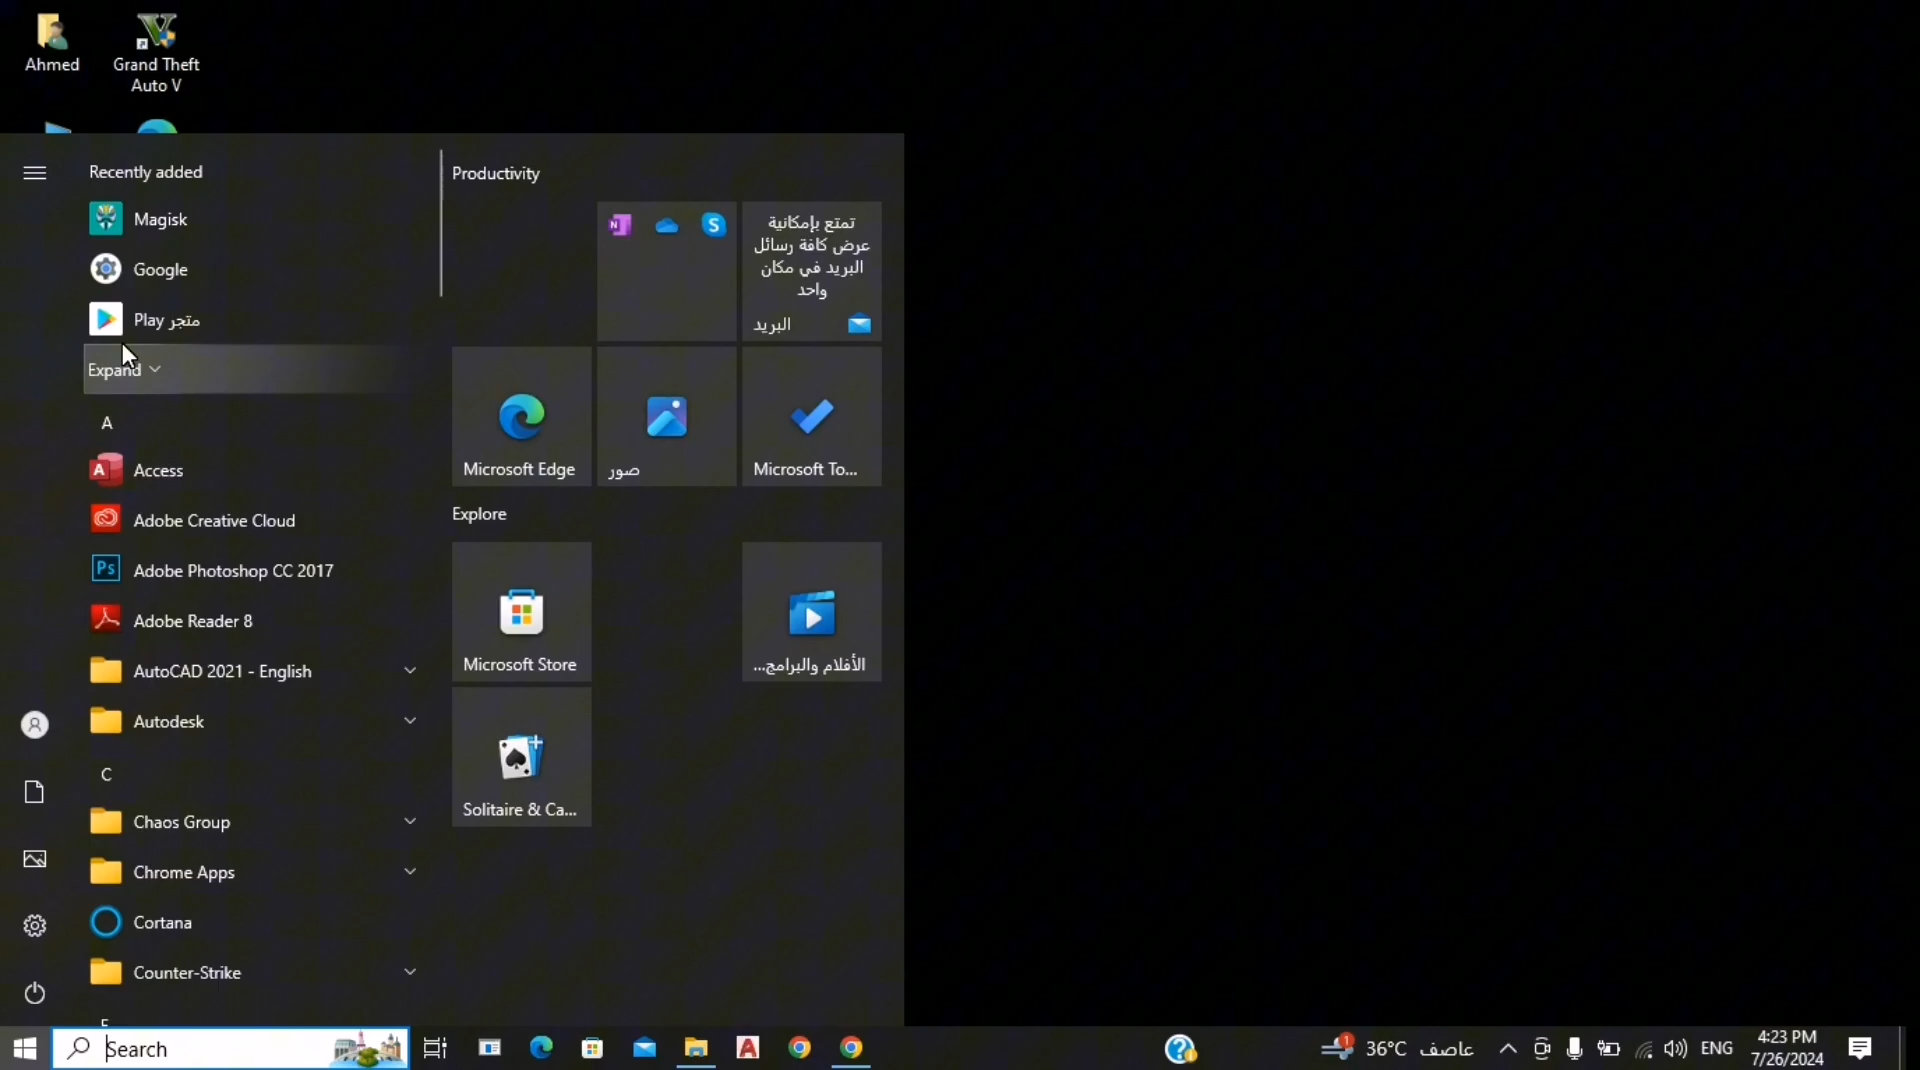 Ahmed
Grand Theft
Auto V
Recently added
Magisk
Google
متجر Play
Expand
A
Access
Adobe Creative Cloud
Adobe Photoshop CC 2017
Adobe Reader 8
AutoCAD 2021 - English
Autodesk
C
Chaos Group
Chrome Apps
Cortana
Counter-Strike
Productivity
تمتع بإمكانية
عرض كافة رسائل
البريد في مكان
واحد
البريد
Microsoft Edge
صور
Microsoft To...
Explore
Microsoft Store
الأفلام والبرامج...
Solitaire & Ca...
Search
36°C عاصف
ENG
4:23 PM
7/26/2024